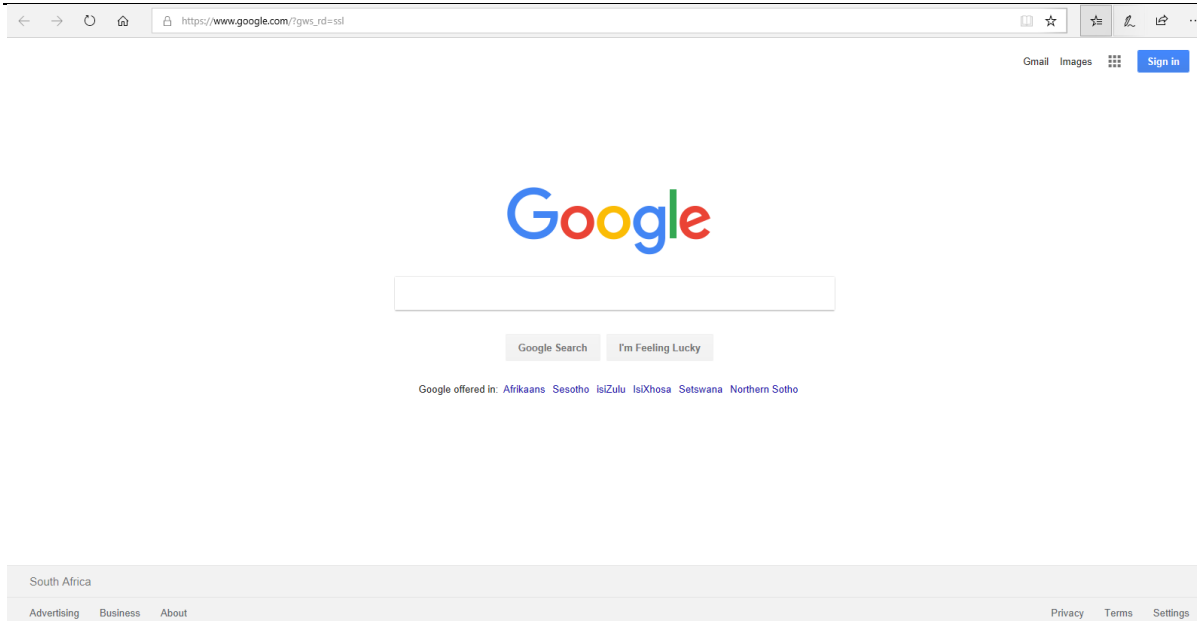 https://www.google.com/?gws_rd=ssl
Gmail Images Sign in
Google
Google Search I'm Feeling Lucky
Google offered in: Afrikaans Sesotho isiZulu IsiXhosa Setswana Northern Sotho
South Africa
Advertising Business About Privacy Terms Settings